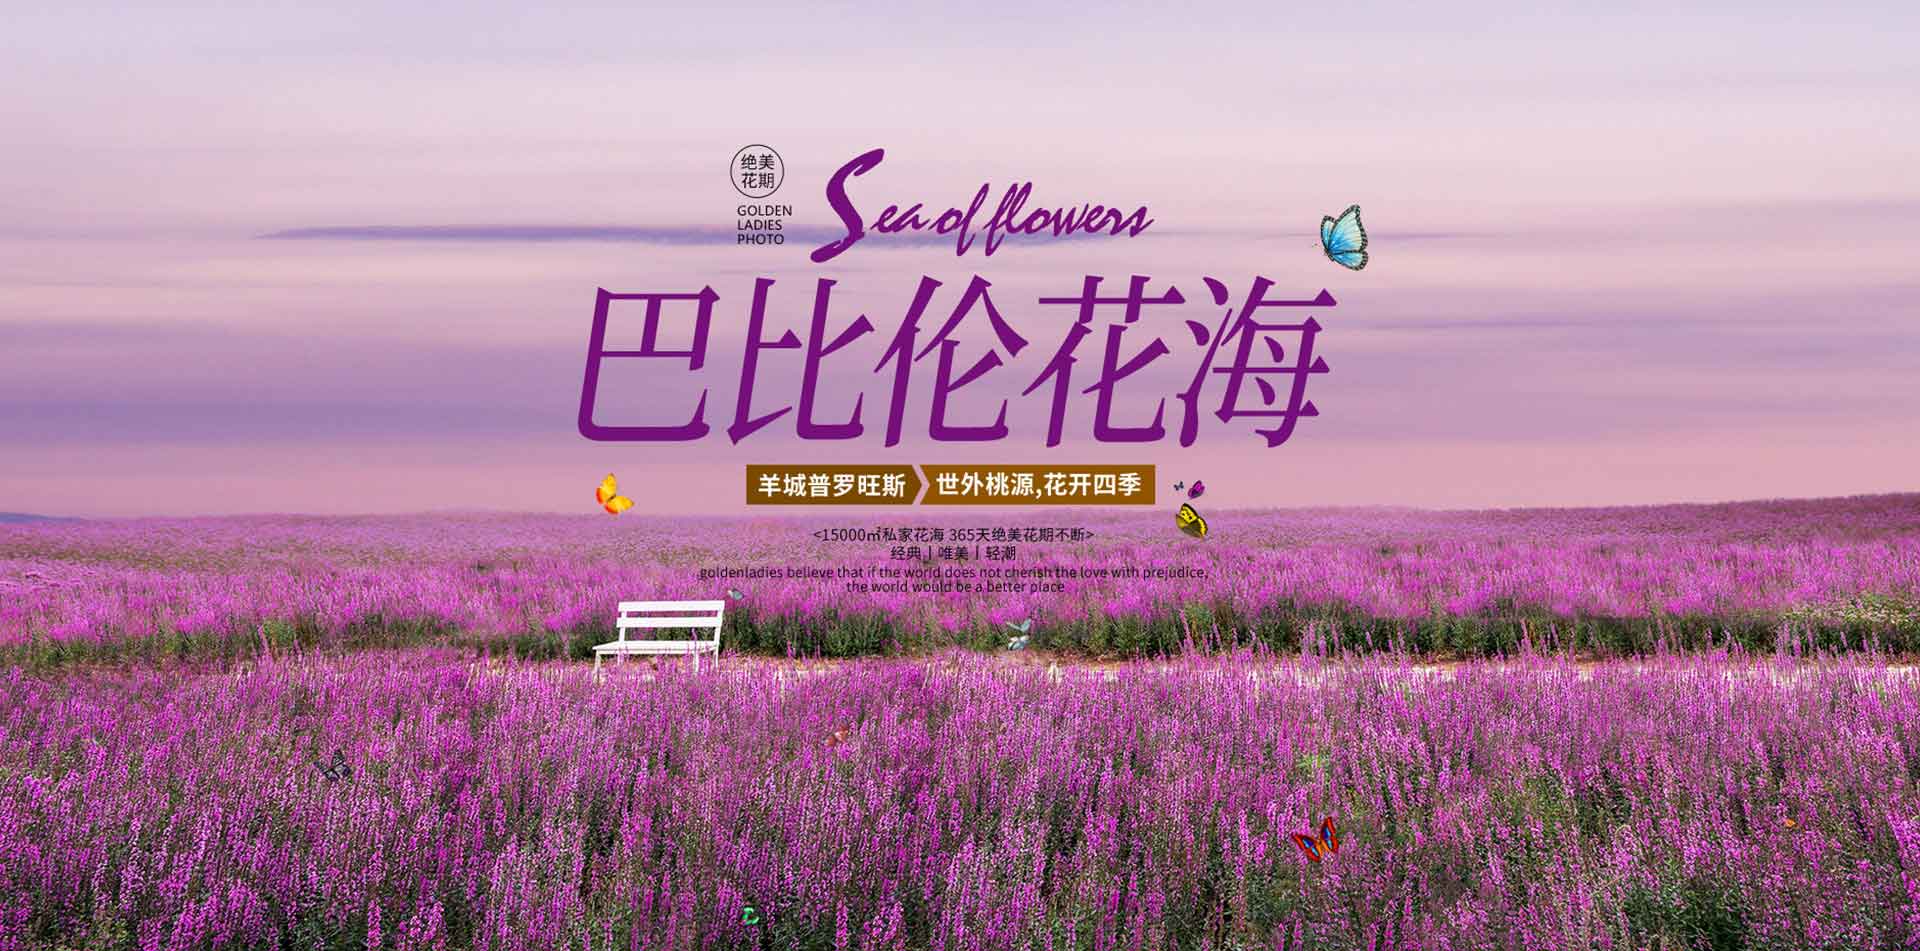 绝美
花期
GOLDEN
LADIES
PHOTO
Sea of flowers
巴比伦花海
羊城普罗旺斯
世外桃源,花开四季
<15000㎡私家花海 365天绝美花期不断>
经典丨唯美丨轻潮
goldenladies believe that if the world does not cherish the love with prejudice,
the world would be a better place